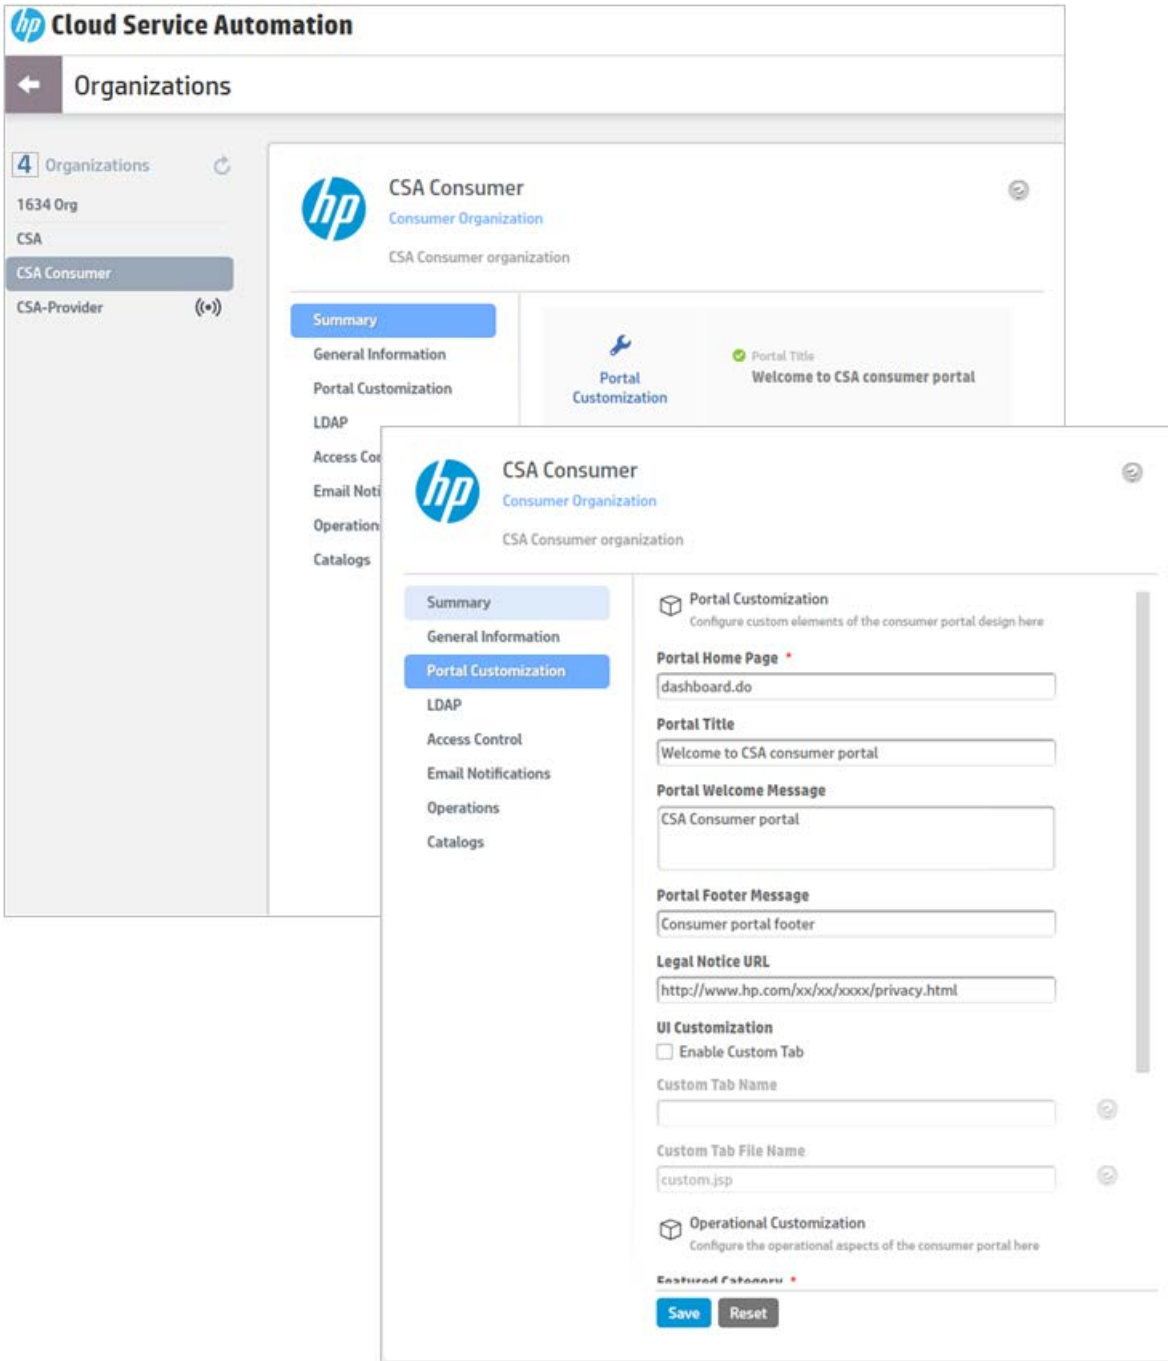 hp Cloud Service Automation
Organizations
4 Organizations
1634 Org
CSA
CSA Consumer
CSA-Provider
hp
CSA Consumer
Consumer Organization
CSA Consumer organization
Summary
General Information
Portal Customization
LDAP
Access Co
Email Noti
Operation
Catalogs
Portal
Customization
Portal Title
Welcome to CSA consumer portal
hp
CSA Consumer
Consumer Organization
CSA Consumer organization
Summary
General Information
Portal Customization
LDAP
Access Control
Email Notifications
Operations
Catalogs
Portal Customization
Configure custom elements of the consumer portal design here
Portal Home Page *
dashboard.do
Portal Title
Welcome to CSA consumer portal
Portal Welcome Message
CSA Consumer portal
Portal Footer Message
Consumer portal footer
Legal Notice URL
http://www.hp.com/xx/xx/xxxx/privacy.html
UI Customization
Enable Custom Tab
Custom Tab Name
Custom Tab File Name
custom.jsp
Operational Customization
Configure the operational aspects of the consumer portal here
Featured Category *
Save Reset